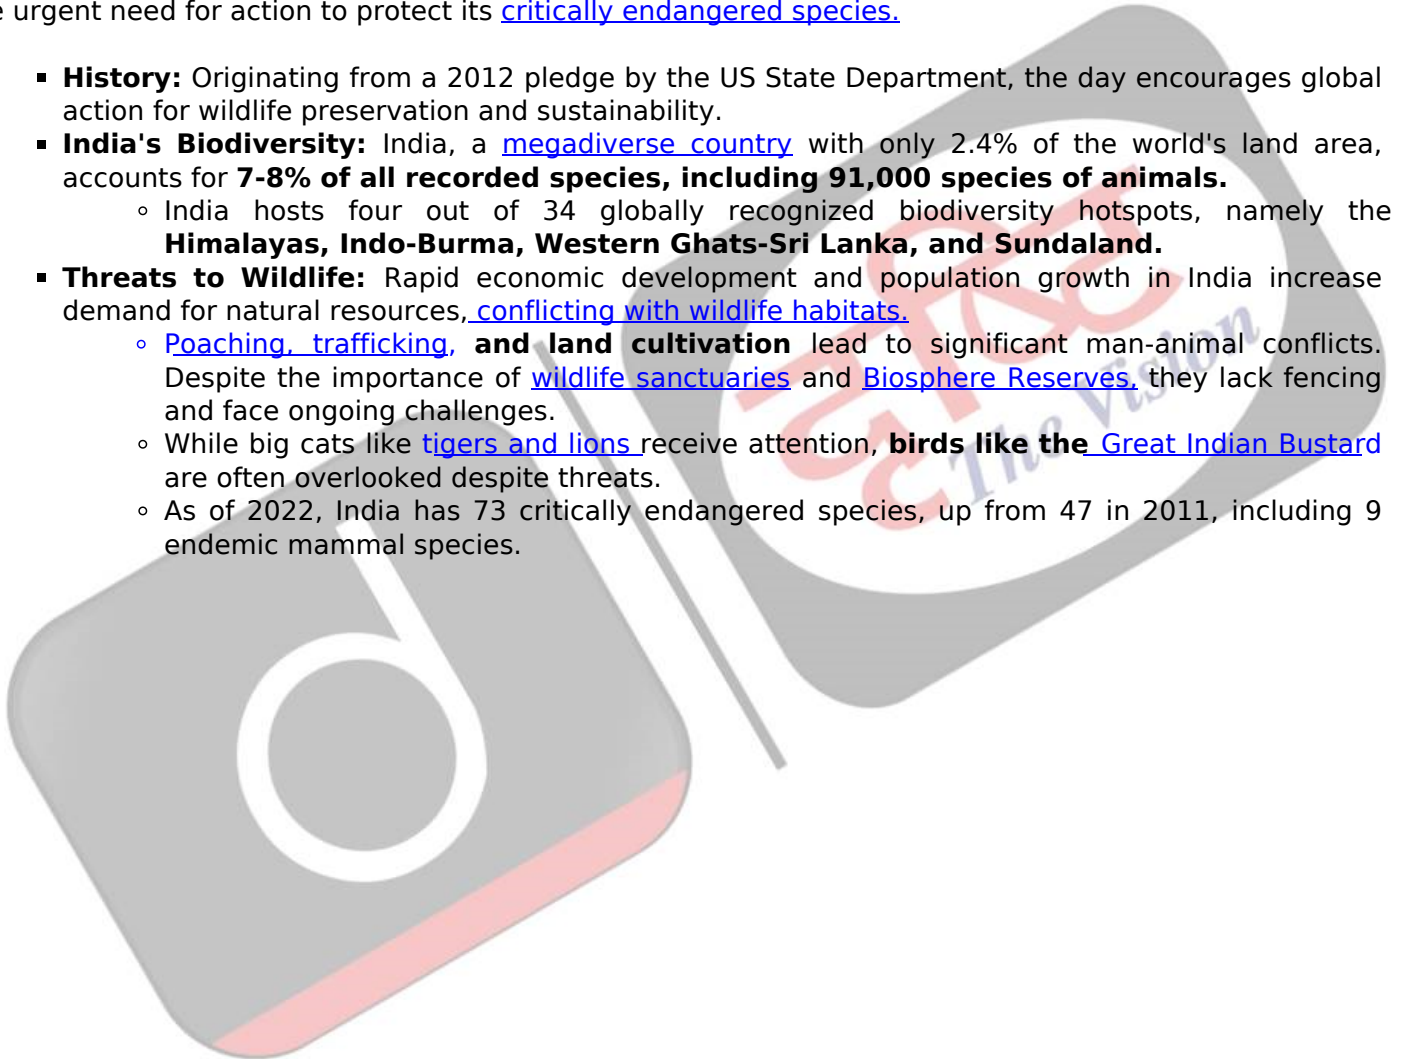 urgent need for action to protect its critically endangered species.
▪ History: Originating from a 2012 pledge by the US State Department, the day encourages global
action for wildlife preservation and sustainability.
▪ India's Biodiversity: India, a megadiverse country with only 2.4% of the world's land area,
accounts for 7-8% of all recorded species, including 91,000 species of animals.
◦ India hosts four out of 34 globally recognized biodiversity hotspots, namely the
Himalayas, Indo-Burma, Western Ghats-Sri Lanka, and Sundaland.
▪ Threats to Wildlife: Rapid economic development and population growth in India increase
demand for natural resources, conflicting with wildlife habitats.
◦ Poaching, trafficking, and land cultivation lead to significant man-animal conflicts.
Despite the importance of wildlife sanctuaries and Biosphere Reserves, they lack fencing
and face ongoing challenges.
◦ While big cats like tigers and lions receive attention, birds like the Great Indian Bustard
are often overlooked despite threats.
◦ As of 2022, India has 73 critically endangered species, up from 47 in 2011, including 9
endemic mammal species.
d
दृष्टि
The Vision